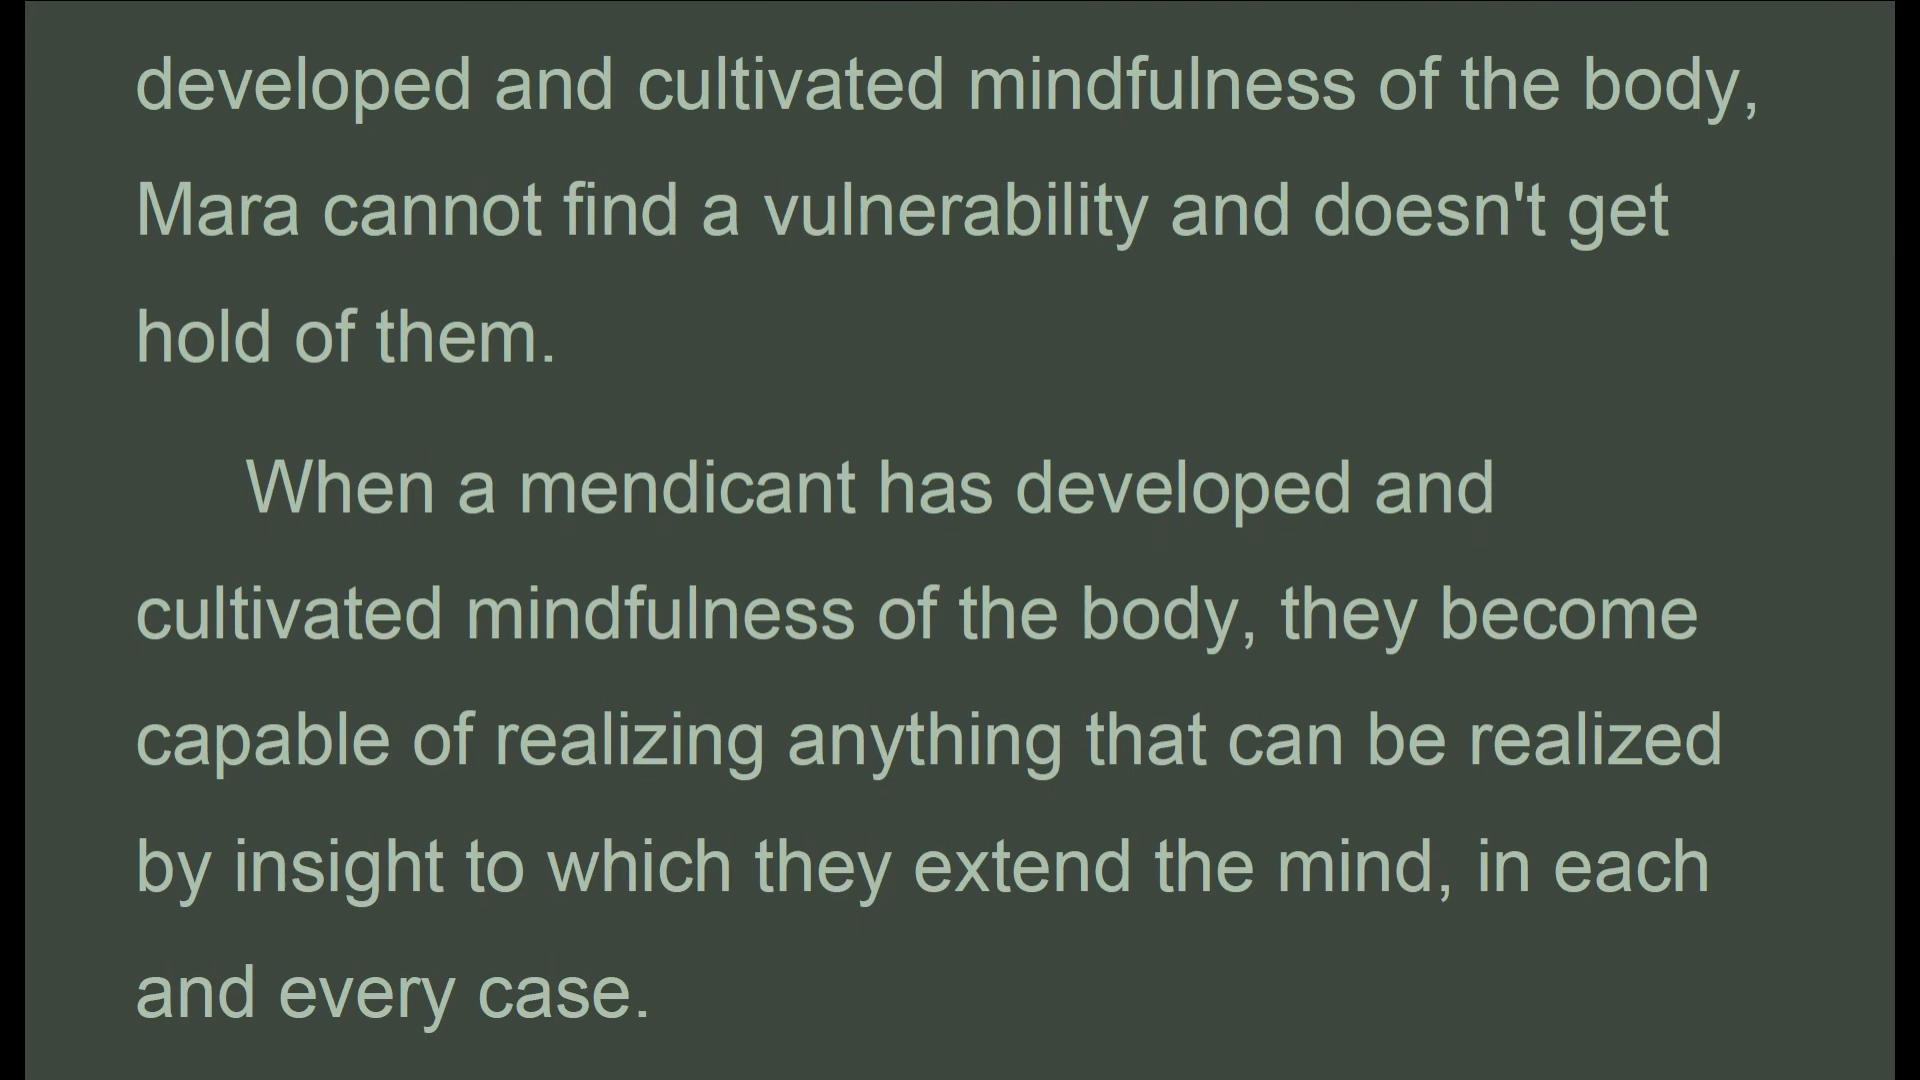 developed and cultivated mindfulness of the body,
Mara cannot find a vulnerability and doesn't get
hold of them.
When a mendicant has developed and
cultivated mindfulness of the body, they become
capable of realizing anything that can be realized
by insight to which they extend the mind, in each
and every case.